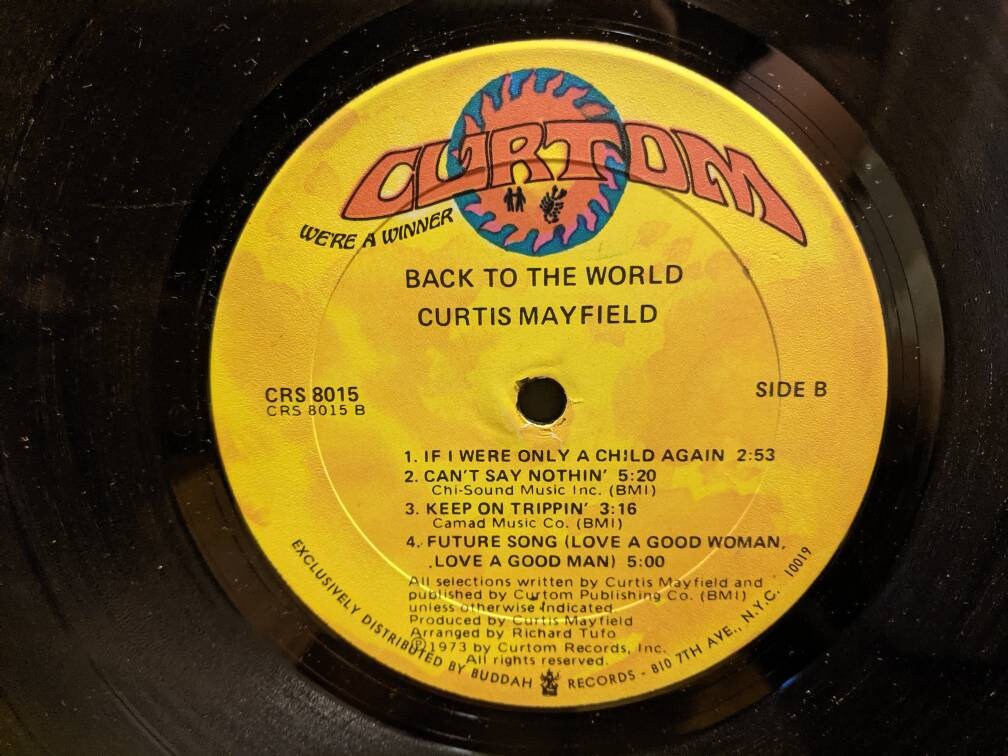 CURTOM
WE'RE A WINNER
BACK TO THE WORLD
CURTIS MAYFIELD
CRS 8015
CRS 8015 B
SIDE B
1. IF I WERE ONLY A CHILD AGAIN 2:53
2. CAN'T SAY NOTHIN' 5:20
Chi-Sound Music Inc. (BMI)
3. KEEP ON TRIPPIN' 3:16
Camad Music Co. (BMI)
4. FUTURE SONG (LOVE A GOOD WOMAN,
LOVE A GOOD MAN) 5:00
All selections written by Curtis Mayfield and
published by Curtom Publishing Co. (BMI)
unless otherwise indicated
Produced by Curtis Mayfield
Arranged by Richard Tufo
Ⓟ1973 by Curtom Records, Inc.
All rights reserved.
EXCLUSIVELY DISTRIBUTED BY BUDDAH RECORDS - 810 7TH AVE., N.Y.C. 10019